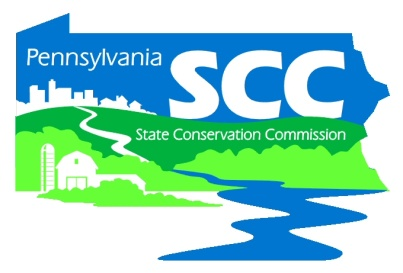 Pennsylvania
SCC
State Conservation Commission